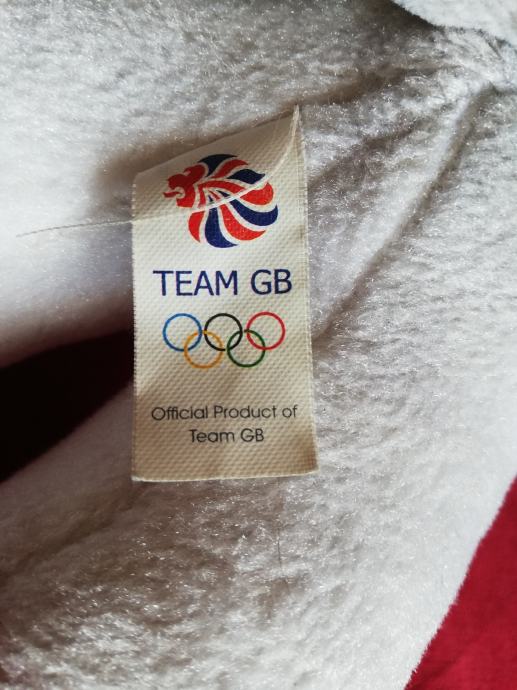 TEAM GB
Official Product of
Team GB